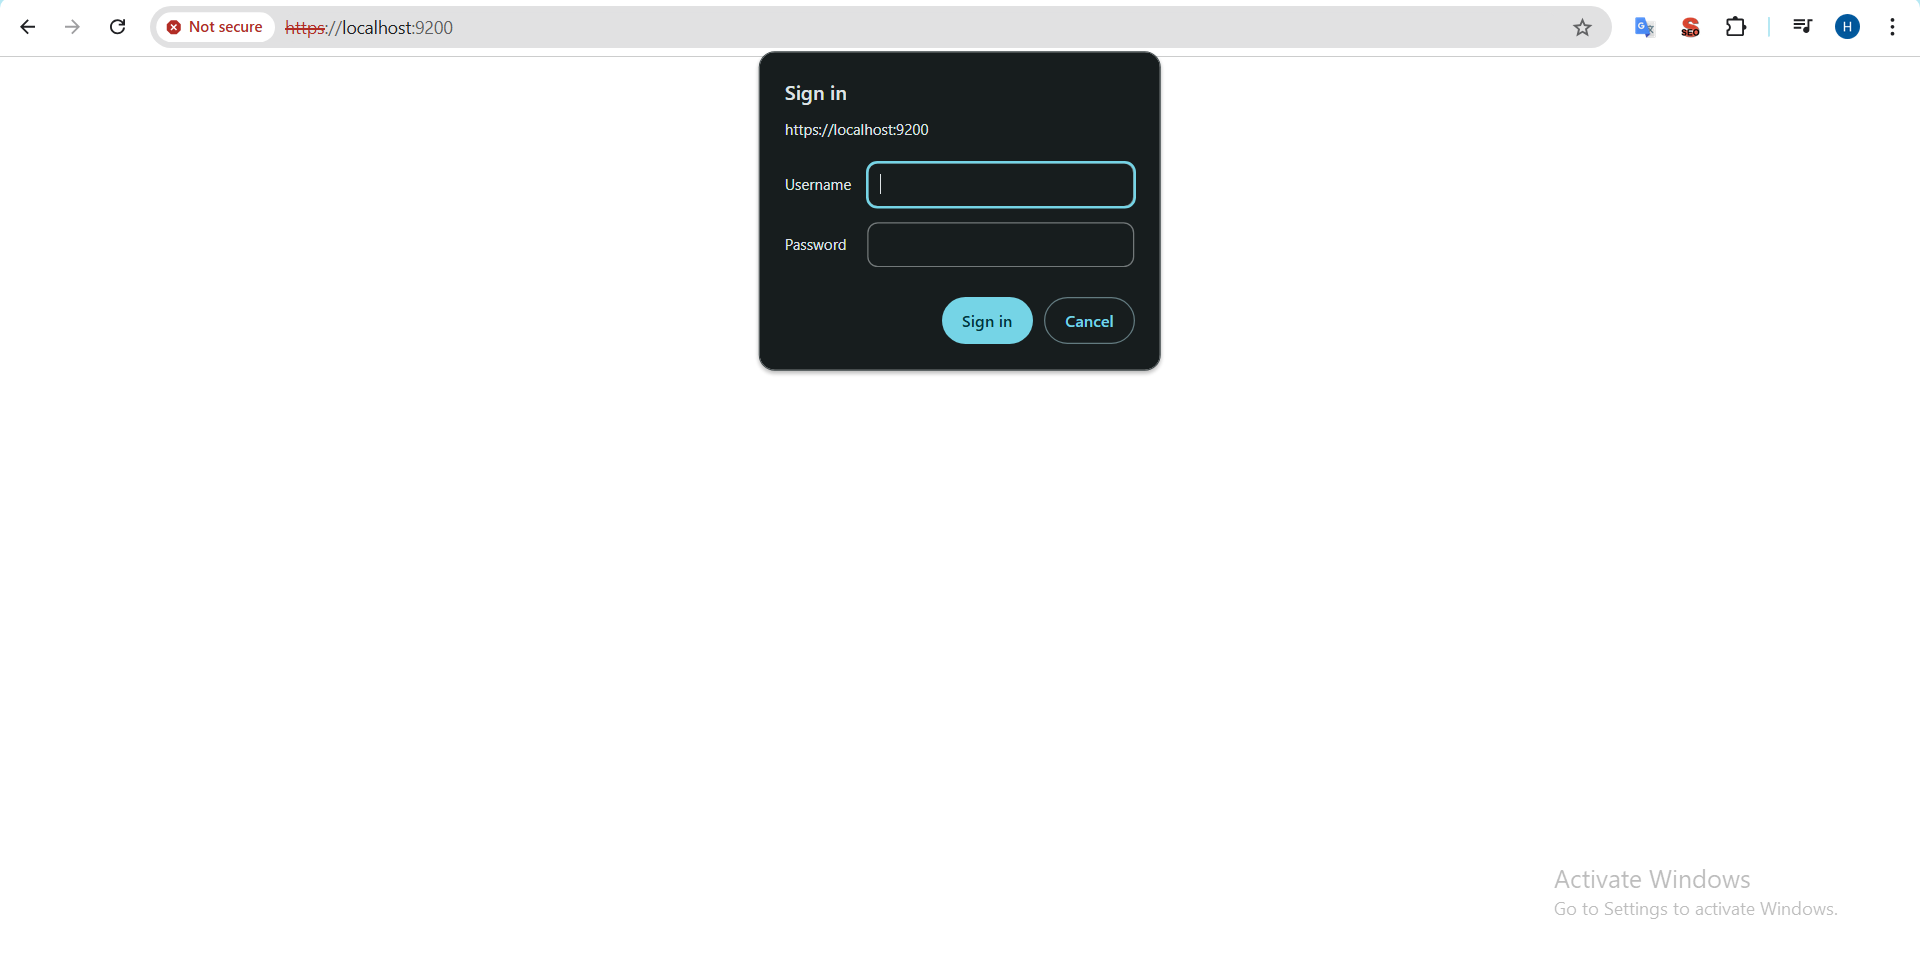 Not secure https://localhost:9200
SEO
H
Sign in
https://localhost:9200
Username
Password
Sign in Cancel
Activate Windows
Go to Settings to activate Windows.